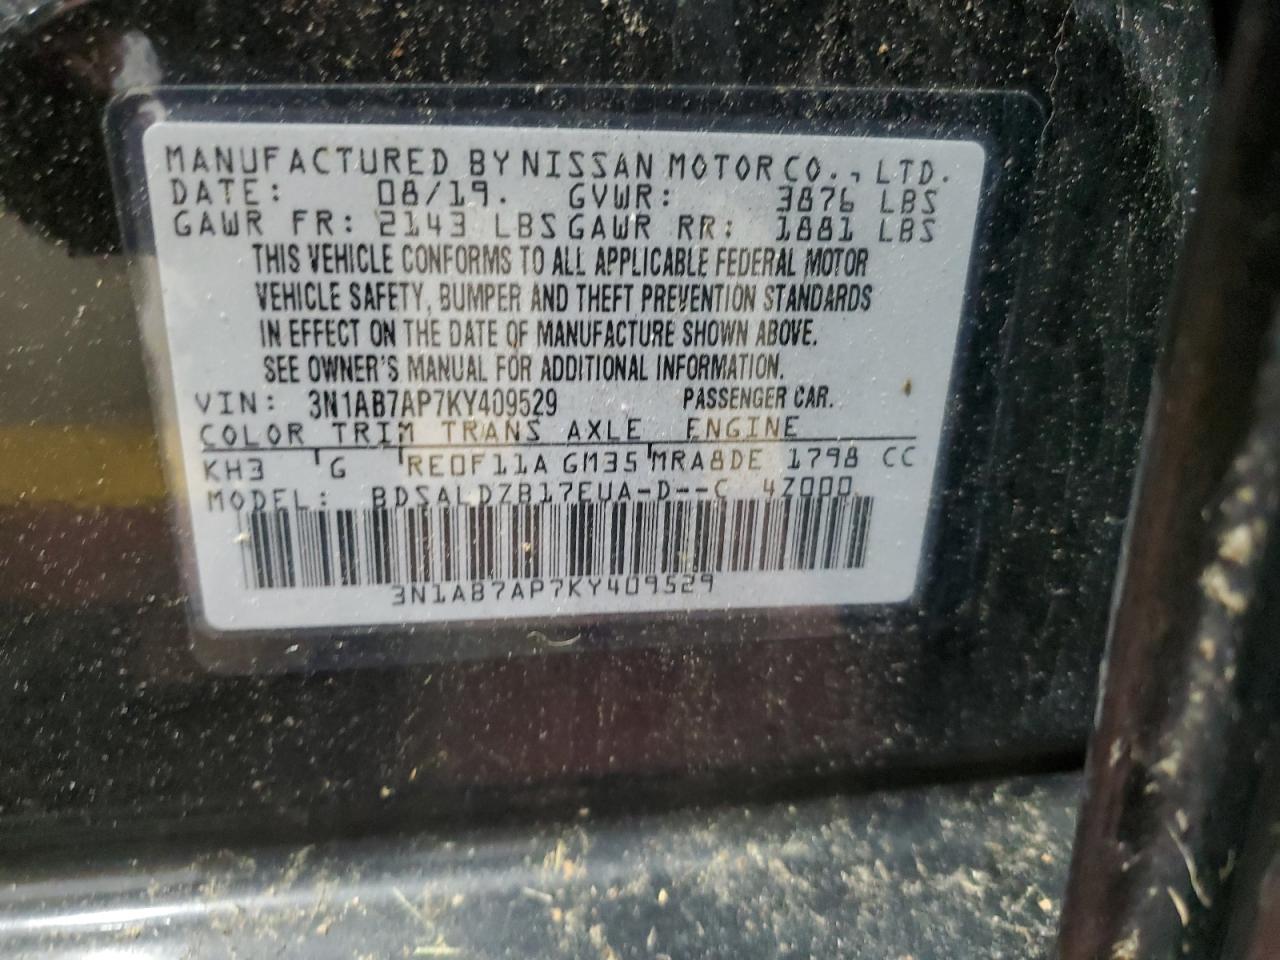 MANUFACTURED BY NISSAN MOTOR CO., LTD.
DATE: 08/19. GVWR: 3876 LBS
GAWR FR: 2143 LBS GAWR RR: 1881 LBS
THIS VEHICLE CONFORMS TO ALL APPLICABLE FEDERAL MOTOR
VEHICLE SAFETY, BUMPER AND THEFT PREVENTION STANDARDS
IN EFFECT ON THE DATE OF MANUFACTURE SHOWN ABOVE.
SEE OWNER'S MANUAL FOR ADDITIONAL INFORMATION.
VIN: 3N1AB7AP7KY409529 PASSENGER CAR.
COLOR TRIM TRANS AXLE ENGINE
KH3 G RE0F11A GM35 MRA8DE 1798 CC
MODEL: BDSALDZB17EUA-D--C 4Z000
3N1AB7AP7KY409529